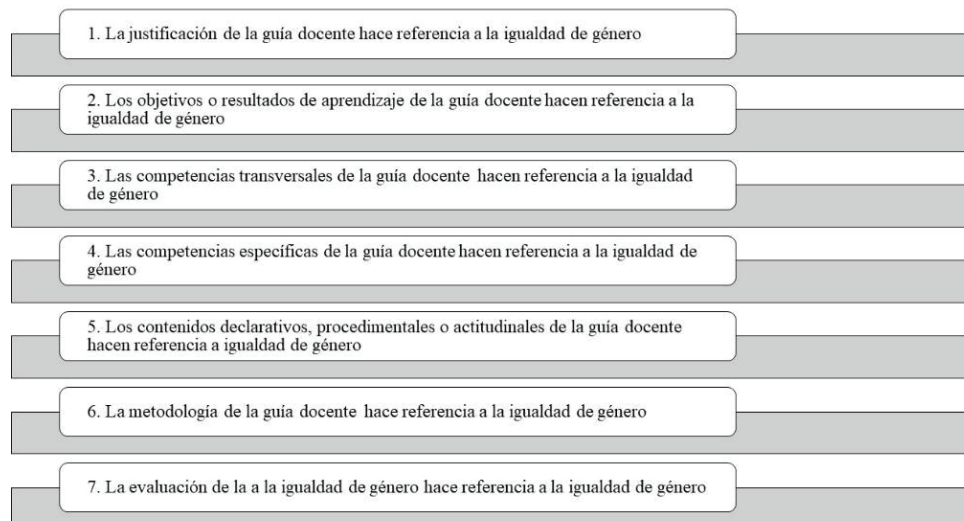 1. La justificación de la guía docente hace referencia a la igualdad de género
2. Los objetivos o resultados de aprendizaje de la guía docente hacen referencia a la
igualdad de género
3. Las competencias transversales de la guía docente hacen referencia a la igualdad
de género
4. Las competencias específicas de la guía docente hacen referencia a la igualdad de
género
5. Los contenidos declarativos, procedimentales o actitudinales de la guía docente
hacen referencia a igualdad de género
6. La metodología de la guía docente hace referencia a la igualdad de género
7. La evaluación de la a la igualdad de género hace referencia a la igualdad de género